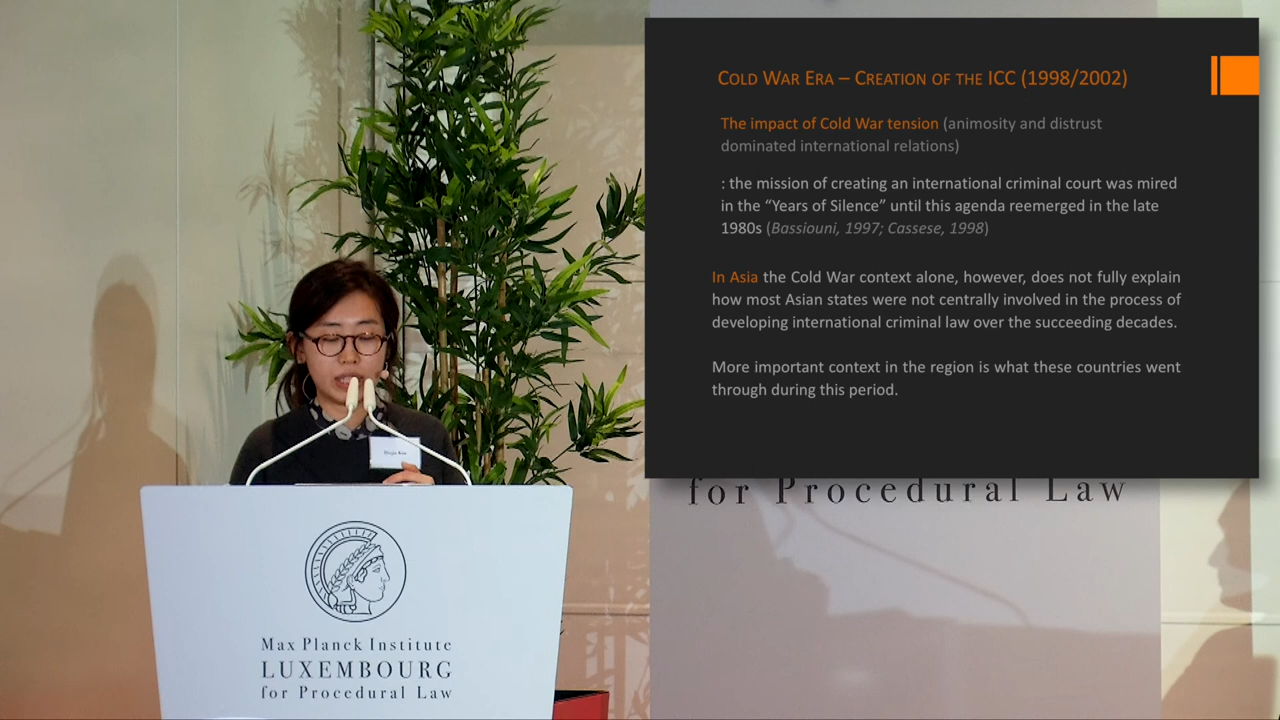 COLD WAR ERA – CREATION OF THE ICC (1998/2002)
The impact of Cold War tension (animosity and distrust
dominated international relations)
: the mission of creating an international criminal court was mired
in the “Years of Silence” until this agenda reemerged in the late
1980s (Bassiouni, 1997; Cassese, 1998)
In Asia the Cold War context alone, however, does not fully explain
how most Asian states were not centrally involved in the process of
developing international criminal law over the succeeding decades.
More important context in the region is what these countries went
through during this period.
for Procedural Law
Max Planck Institute
LUXEMBOURG
for Procedural Law